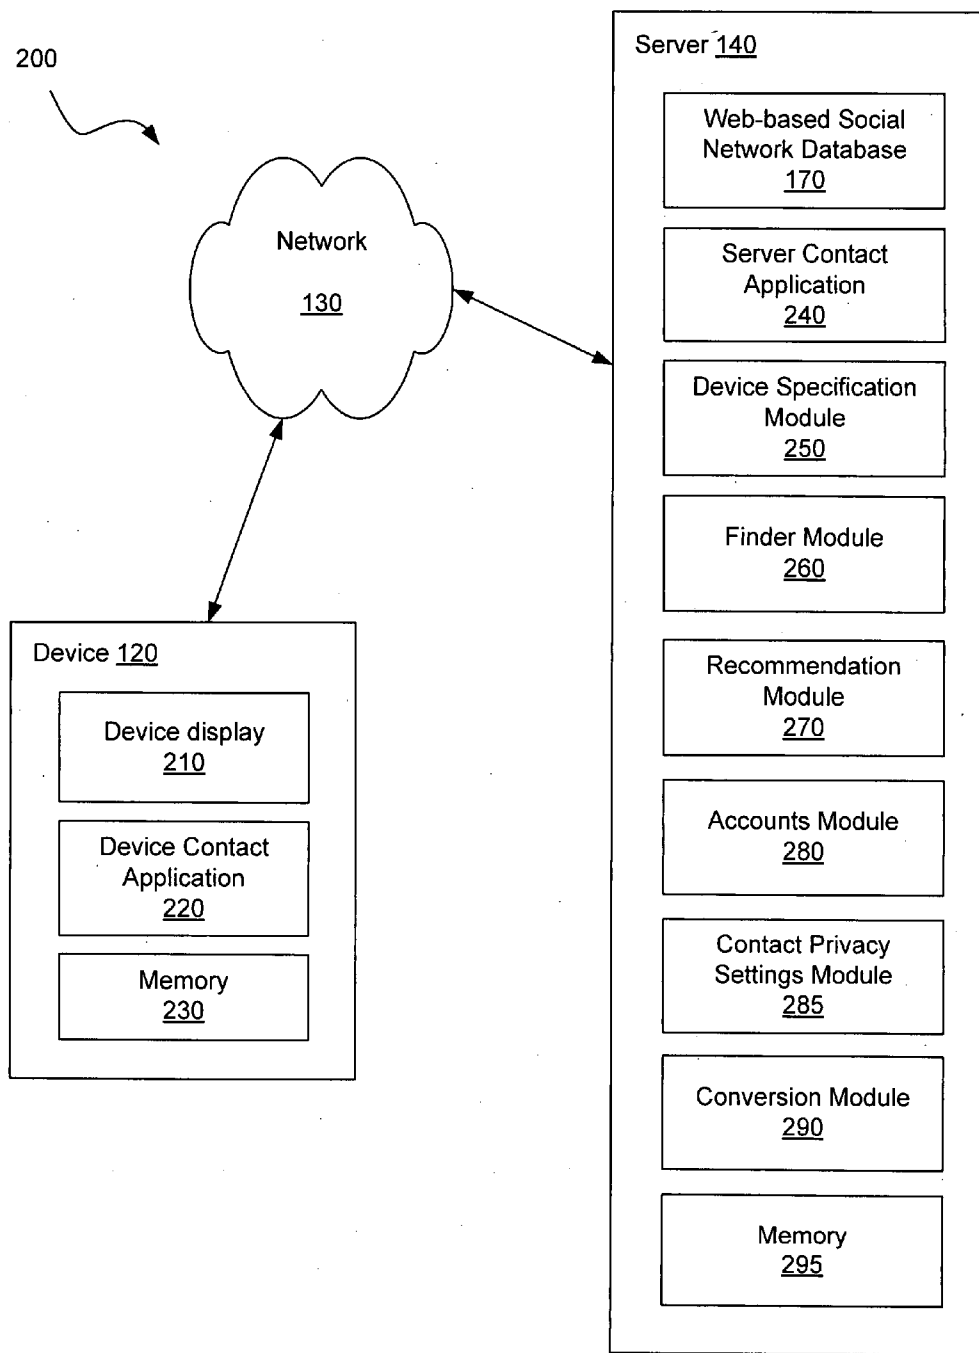 200
Network
130
Device 120
Device display
210
Device Contact
Application
220
Memory
230
Server 140
Web-based Social
Network Database
170
Server Contact
Application
240
Device Specification
Module
250
Finder Module
260
Recommendation
Module
270
Accounts Module
280
Contact Privacy
Settings Module
285
Conversion Module
290
Memory
295